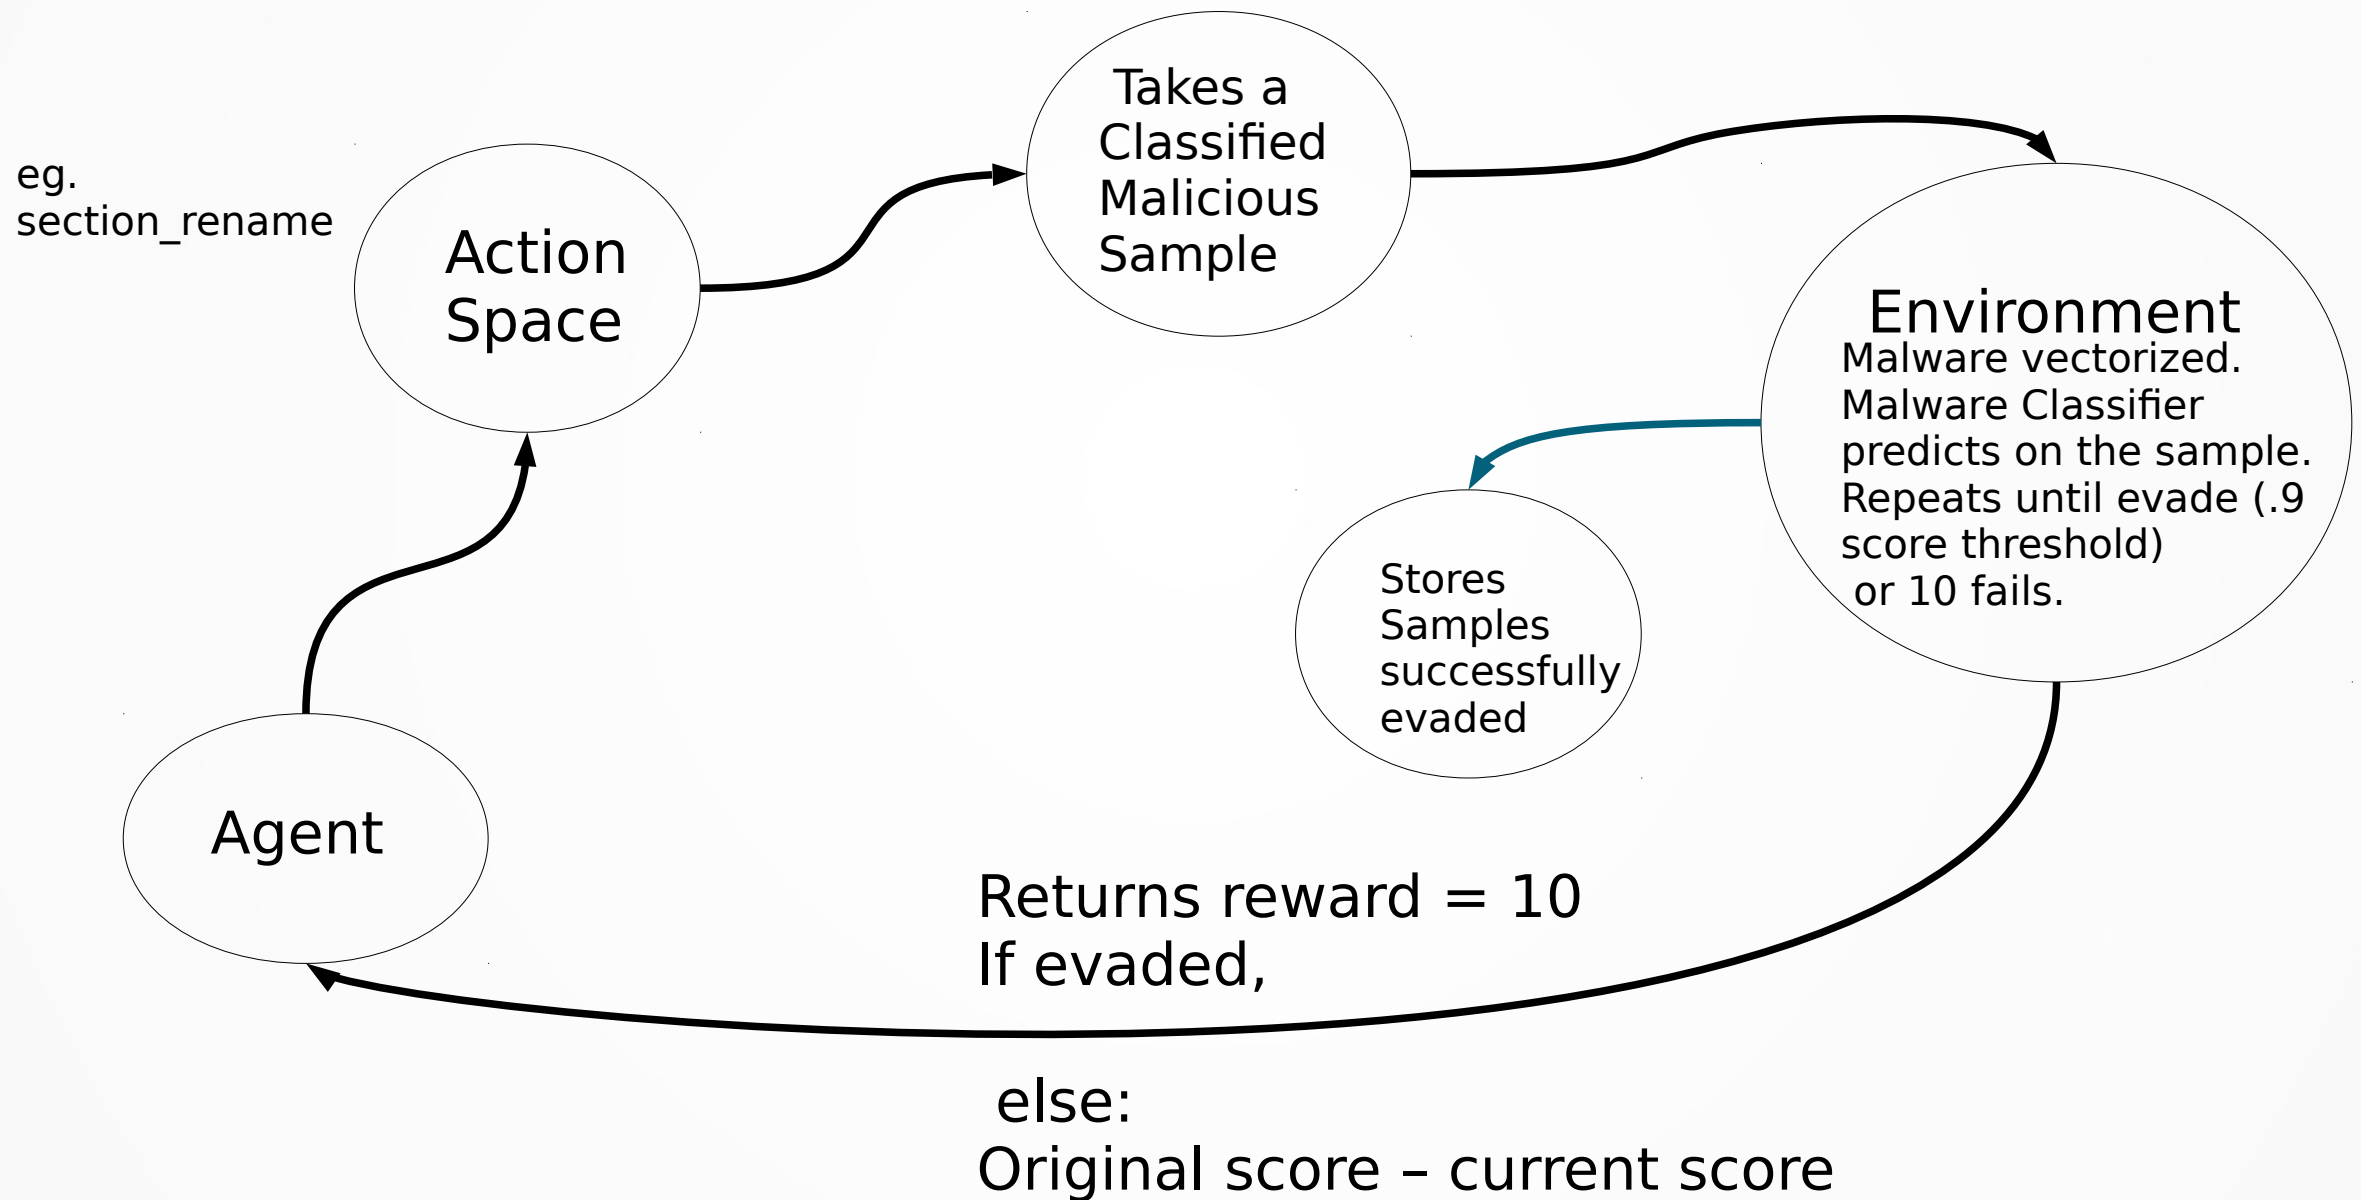 eg.
section_rename
Action
Space
Takes a
Classified
Malicious
Sample
Environment
Malware vectorized.
Malware Classifier
predicts on the sample.
Repeats until evade (.9
score threshold)
or 10 fails.
Stores
Samples
successfully
evaded
Agent
Returns reward = 10
If evaded,
else:
Original score – current score